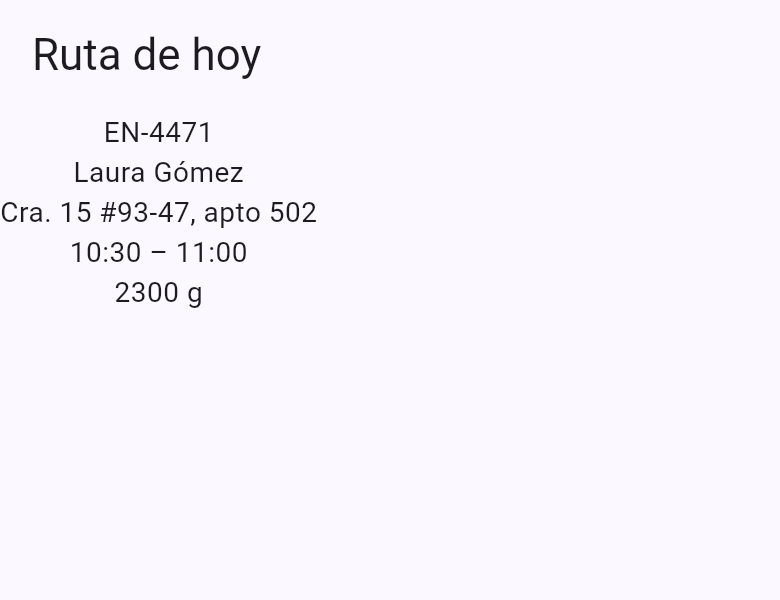 Ruta de hoy
EN-4471
Laura Gómez
Cra. 15 #93-47, apto 502
10:30 – 11:00
2300 g